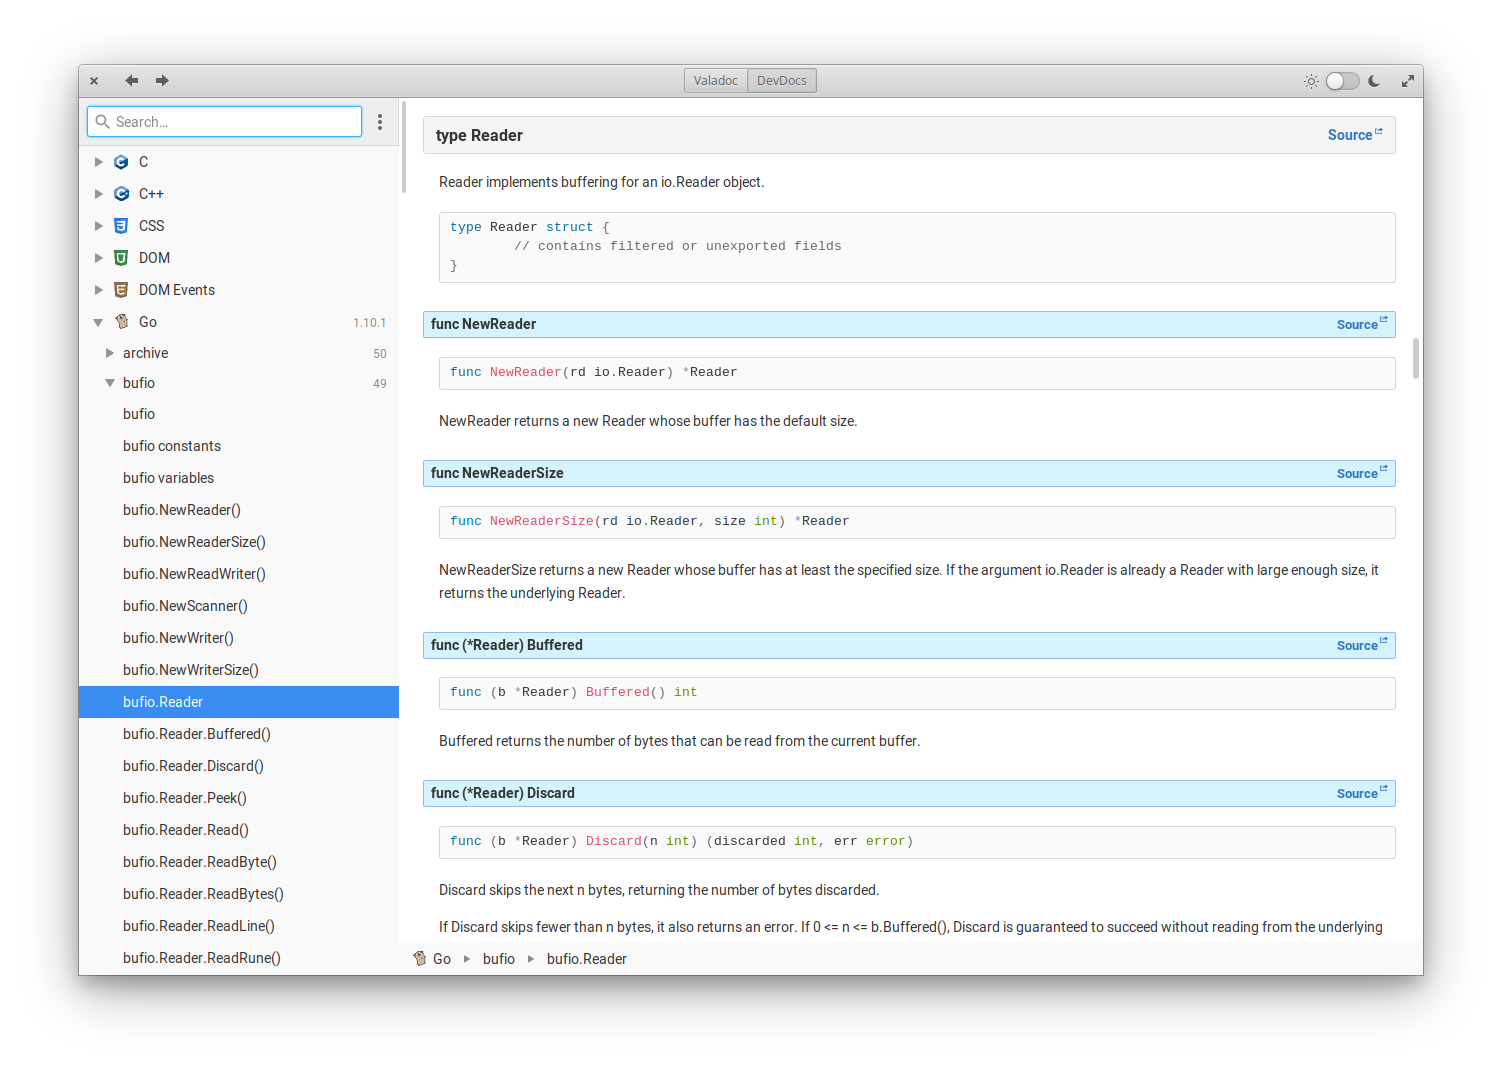 Valadoc DevDocs
Search...
C
C++
CSS
DOM
DOM Events
Go 1.10.1
archive 50
bufio 49
bufio
bufio constants
bufio variables
bufio.NewReader()
bufio.NewReaderSize()
bufio.NewReadWriter()
bufio.NewScanner()
bufio.NewWriter()
bufio.NewWriterSize()
bufio.Reader
bufio.Reader.Buffered()
bufio.Reader.Discard()
bufio.Reader.Peek()
bufio.Reader.Read()
bufio.Reader.ReadByte()
bufio.Reader.ReadBytes()
bufio.Reader.ReadLine()
bufio.Reader.ReadRune()
type Reader Source
Reader implements buffering for an io.Reader object.
type Reader struct {
// contains filtered or unexported fields
}
func NewReader Source
func NewReader(rd io.Reader) *Reader
NewReader returns a new Reader whose buffer has the default size.
func NewReaderSize Source
func NewReaderSize(rd io.Reader, size int) *Reader
NewReaderSize returns a new Reader whose buffer has at least the specified size. If the argument io.Reader is already a Reader with large enough size, it
returns the underlying Reader.
func (*Reader) Buffered Source
func (b *Reader) Buffered() int
Buffered returns the number of bytes that can be read from the current buffer.
func (*Reader) Discard Source
func (b *Reader) Discard(n int) (discarded int, err error)
Discard skips the next n bytes, returning the number of bytes discarded.
If Discard skips fewer than n bytes, it also returns an error. If 0 <= n <= b.Buffered(), Discard is guaranteed to succeed without reading from the underlying
Go bufio bufio.Reader